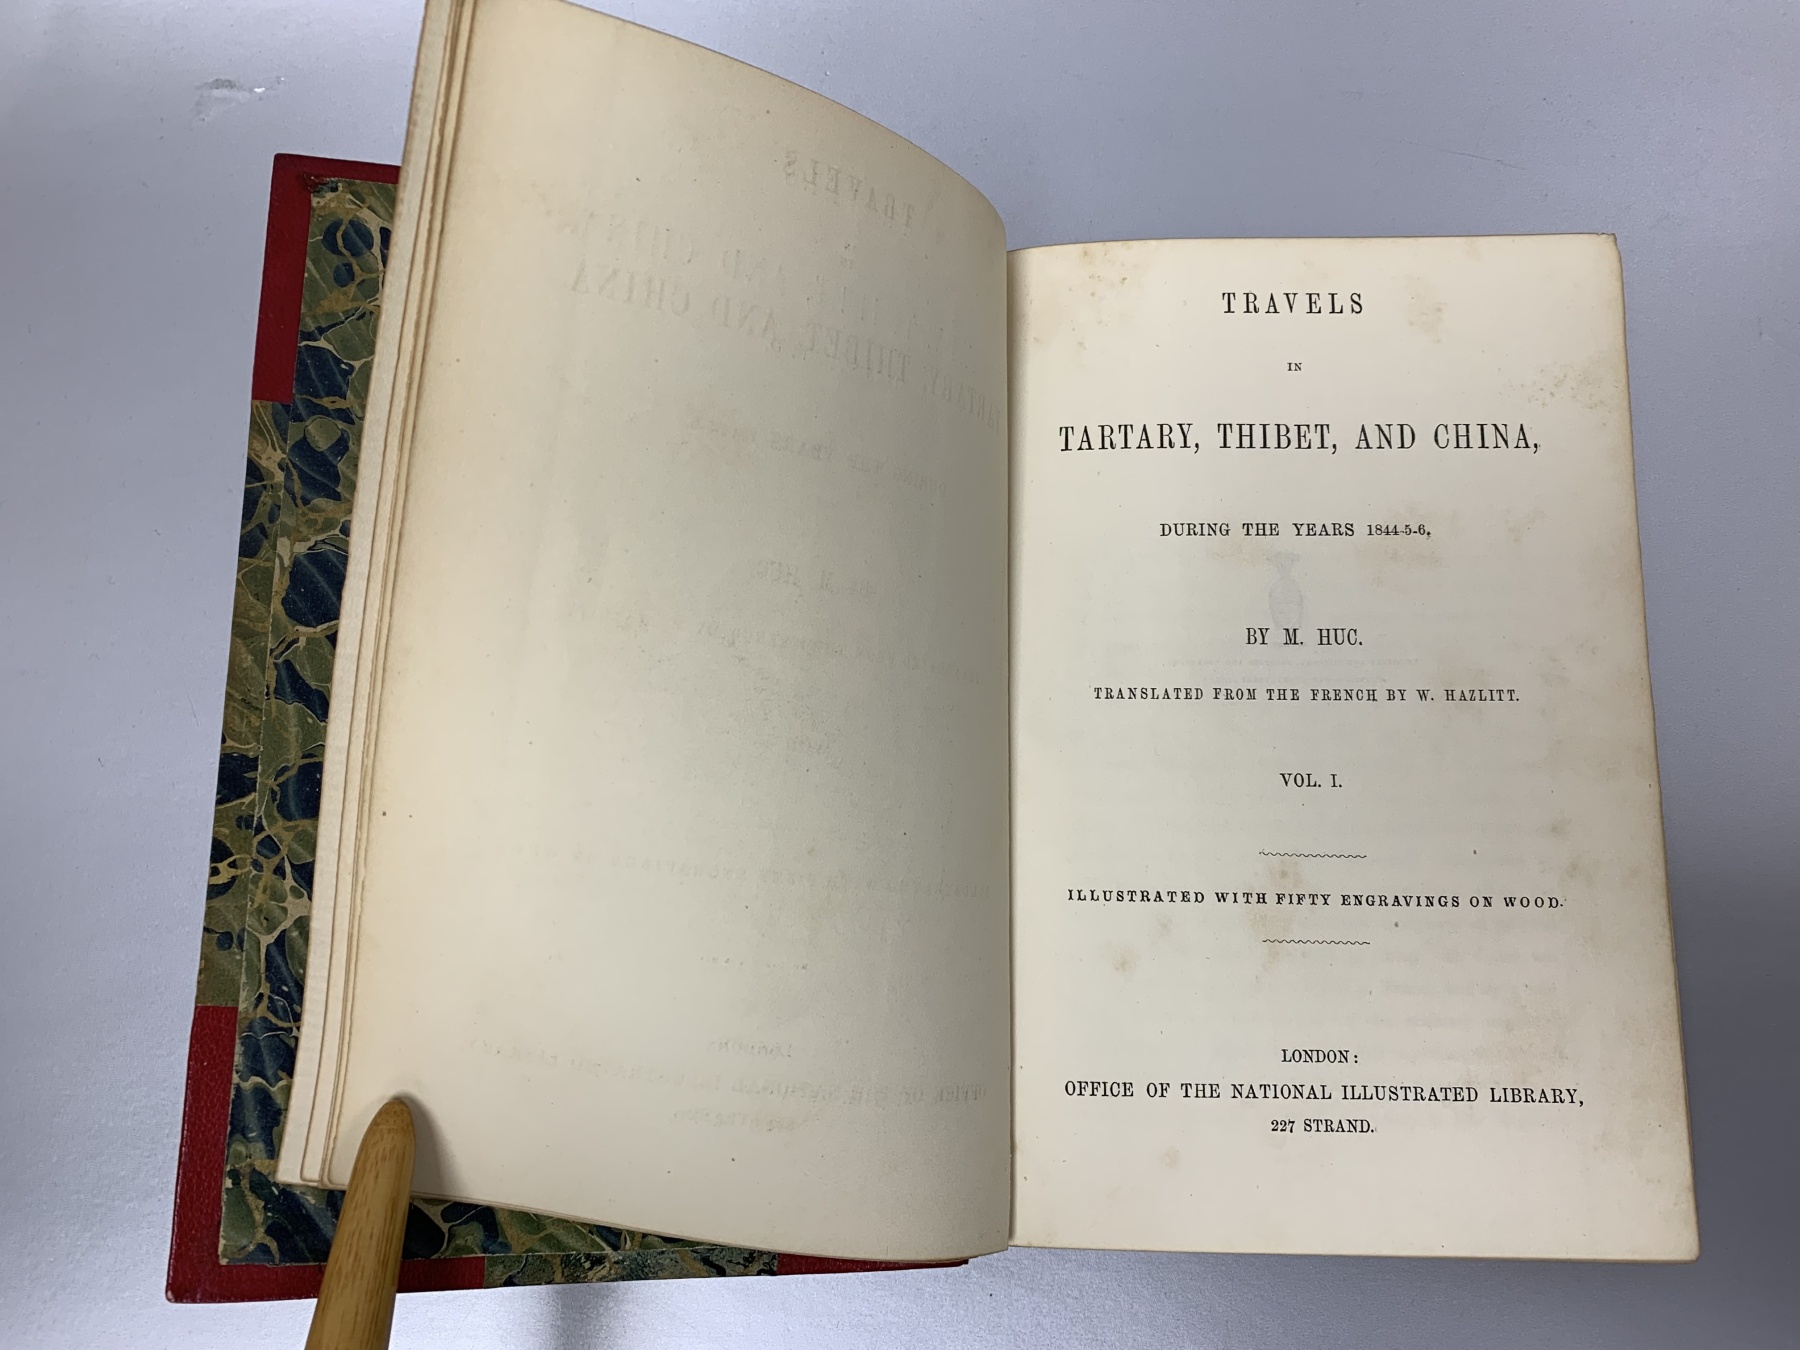 TRAVELS
IN
TARTARY, THIBET, AND CHINA,
DURING THE YEARS 1844-5-6.
BY M. HUC.
TRANSLATED FROM THE FRENCH BY W. HAZLITT.
VOL. I.
ILLUSTRATED WITH FIFTY ENGRAVINGS ON WOOD.
LONDON:
OFFICE OF THE NATIONAL ILLUSTRATED LIBRARY,
227 STRAND.